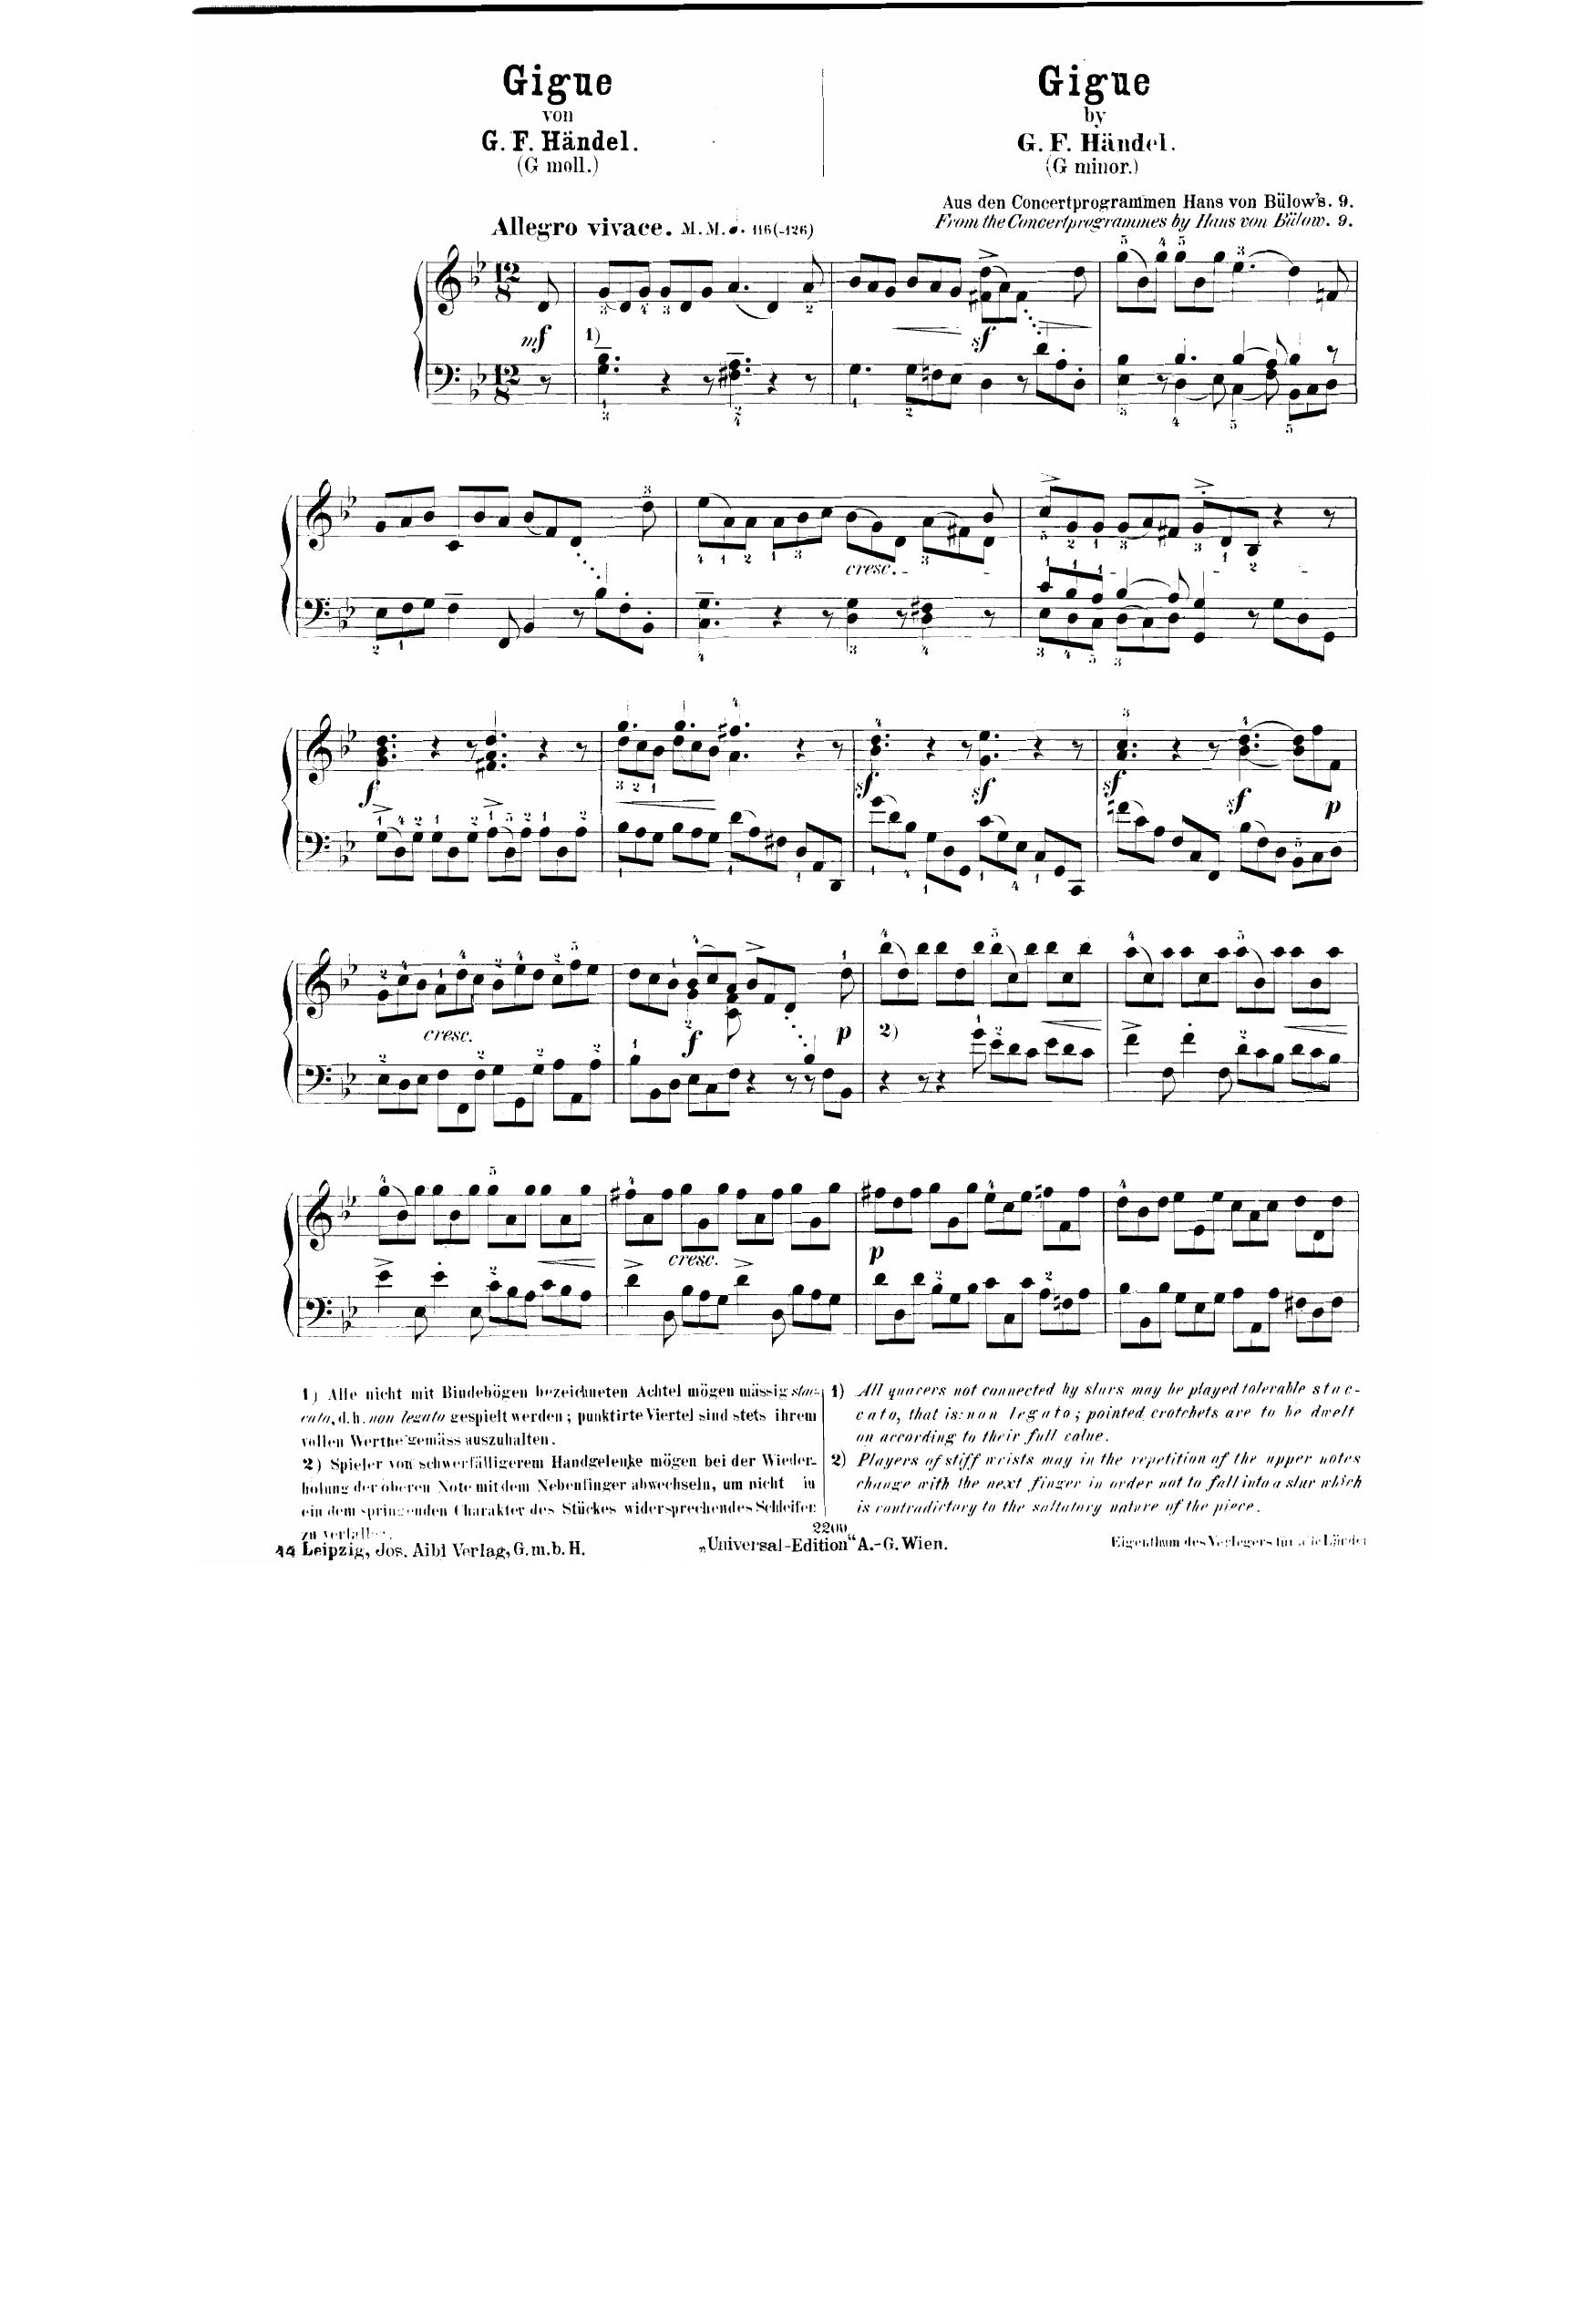 Gigue
von
G. F. Händel.
(G moll.)
Gigue
by
G. F. Händel.
(G minor.)
Aus den Concertprogrammen Hans von Bülow's. 9.
From the Concertprogrammes by Hans von Bülow. 9.
Allegro vivace. M. M. 116(-126)
mf
1)
sf
cresc.
f
sf
sf
sf
sf
p
cresc.
f
p
2)
cresc.
p
1) Alle nicht mit Bindebögen bezeichneten Achtel mögen mässig stac-
cato, d. h. non legato gespielt werden; punktirte Viertel sind stets ihrem
vollen Werthe gemäss auszuhalten.
2) Spieler von schwerfälligerem Handgelenke mögen bei der Wieder-
holung der oberen Note mit dem Nebenfinger abwechseln, um nicht in
ein dem springenden Charakter des Stückes widersprechendes Schleifen
zu verfallen.
1) All quavers not connected by slurs may be played tolerable stac-
cato, that is: non legato; pointed crotchets are to be dwelt
on according to their full value.
2) Players of stiff wrists may in the repetition of the upper notes
change with the next finger in order not to fall into a slur which
is contradictory to the saltatory nature of the piece.
2200
44 Leipzig, Jos. Aibl Verlag, G. m. b. H.
„Universal-Edition“ A.-G. Wien.
Eigenthum des Verlegers für alle Länder